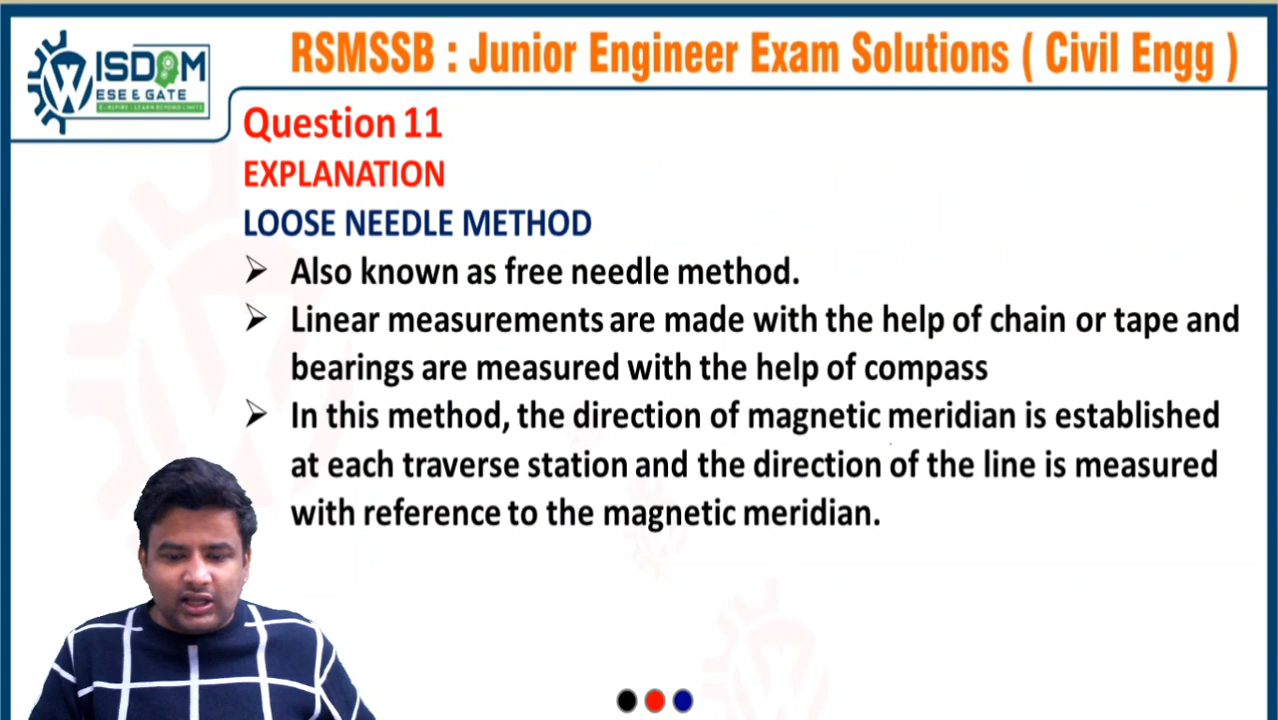 WISDOM
ESE & GATE
RSMSSB : Junior Engineer Exam Solutions ( Civil Engg )
Question 11
EXPLANATION
LOOSE NEEDLE METHOD
➢ Also known as free needle method.
➢ Linear measurements are made with the help of chain or tape and
bearings are measured with the help of compass
➢ In this method, the direction of magnetic meridian is established
at each traverse station and the direction of the line is measured
with reference to the magnetic meridian.